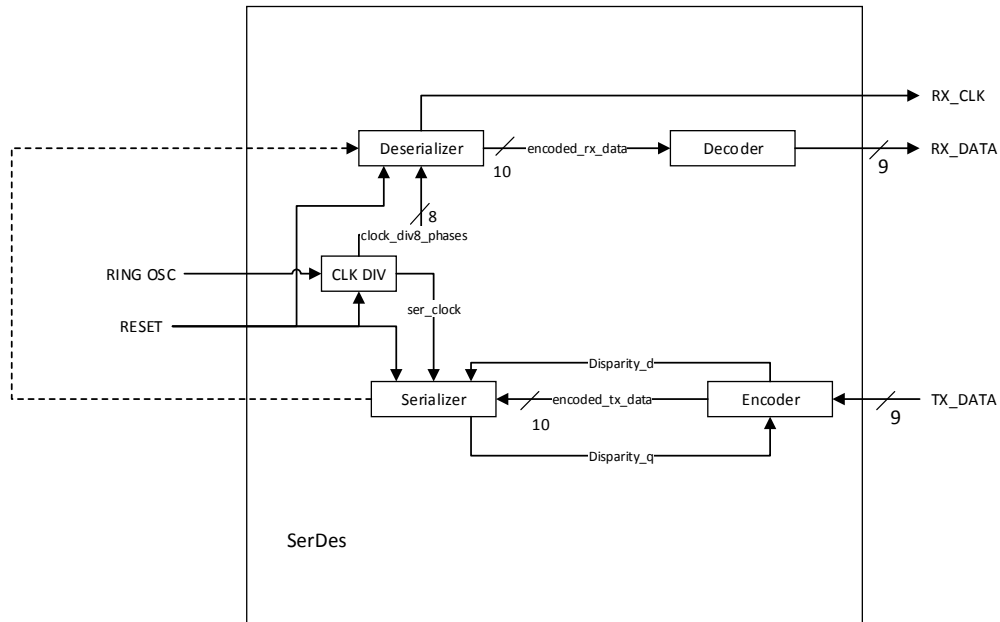 RX_CLK
Deserializer
encoded_rx_data
10
Decoder
9
RX_DATA
8
clock_div8_phases
RING OSC
CLK DIV
ser_clock
RESET
Disparity_d
Serializer
encoded_tx_data
10
Encoder
9
TX_DATA
Disparity_q
SerDes